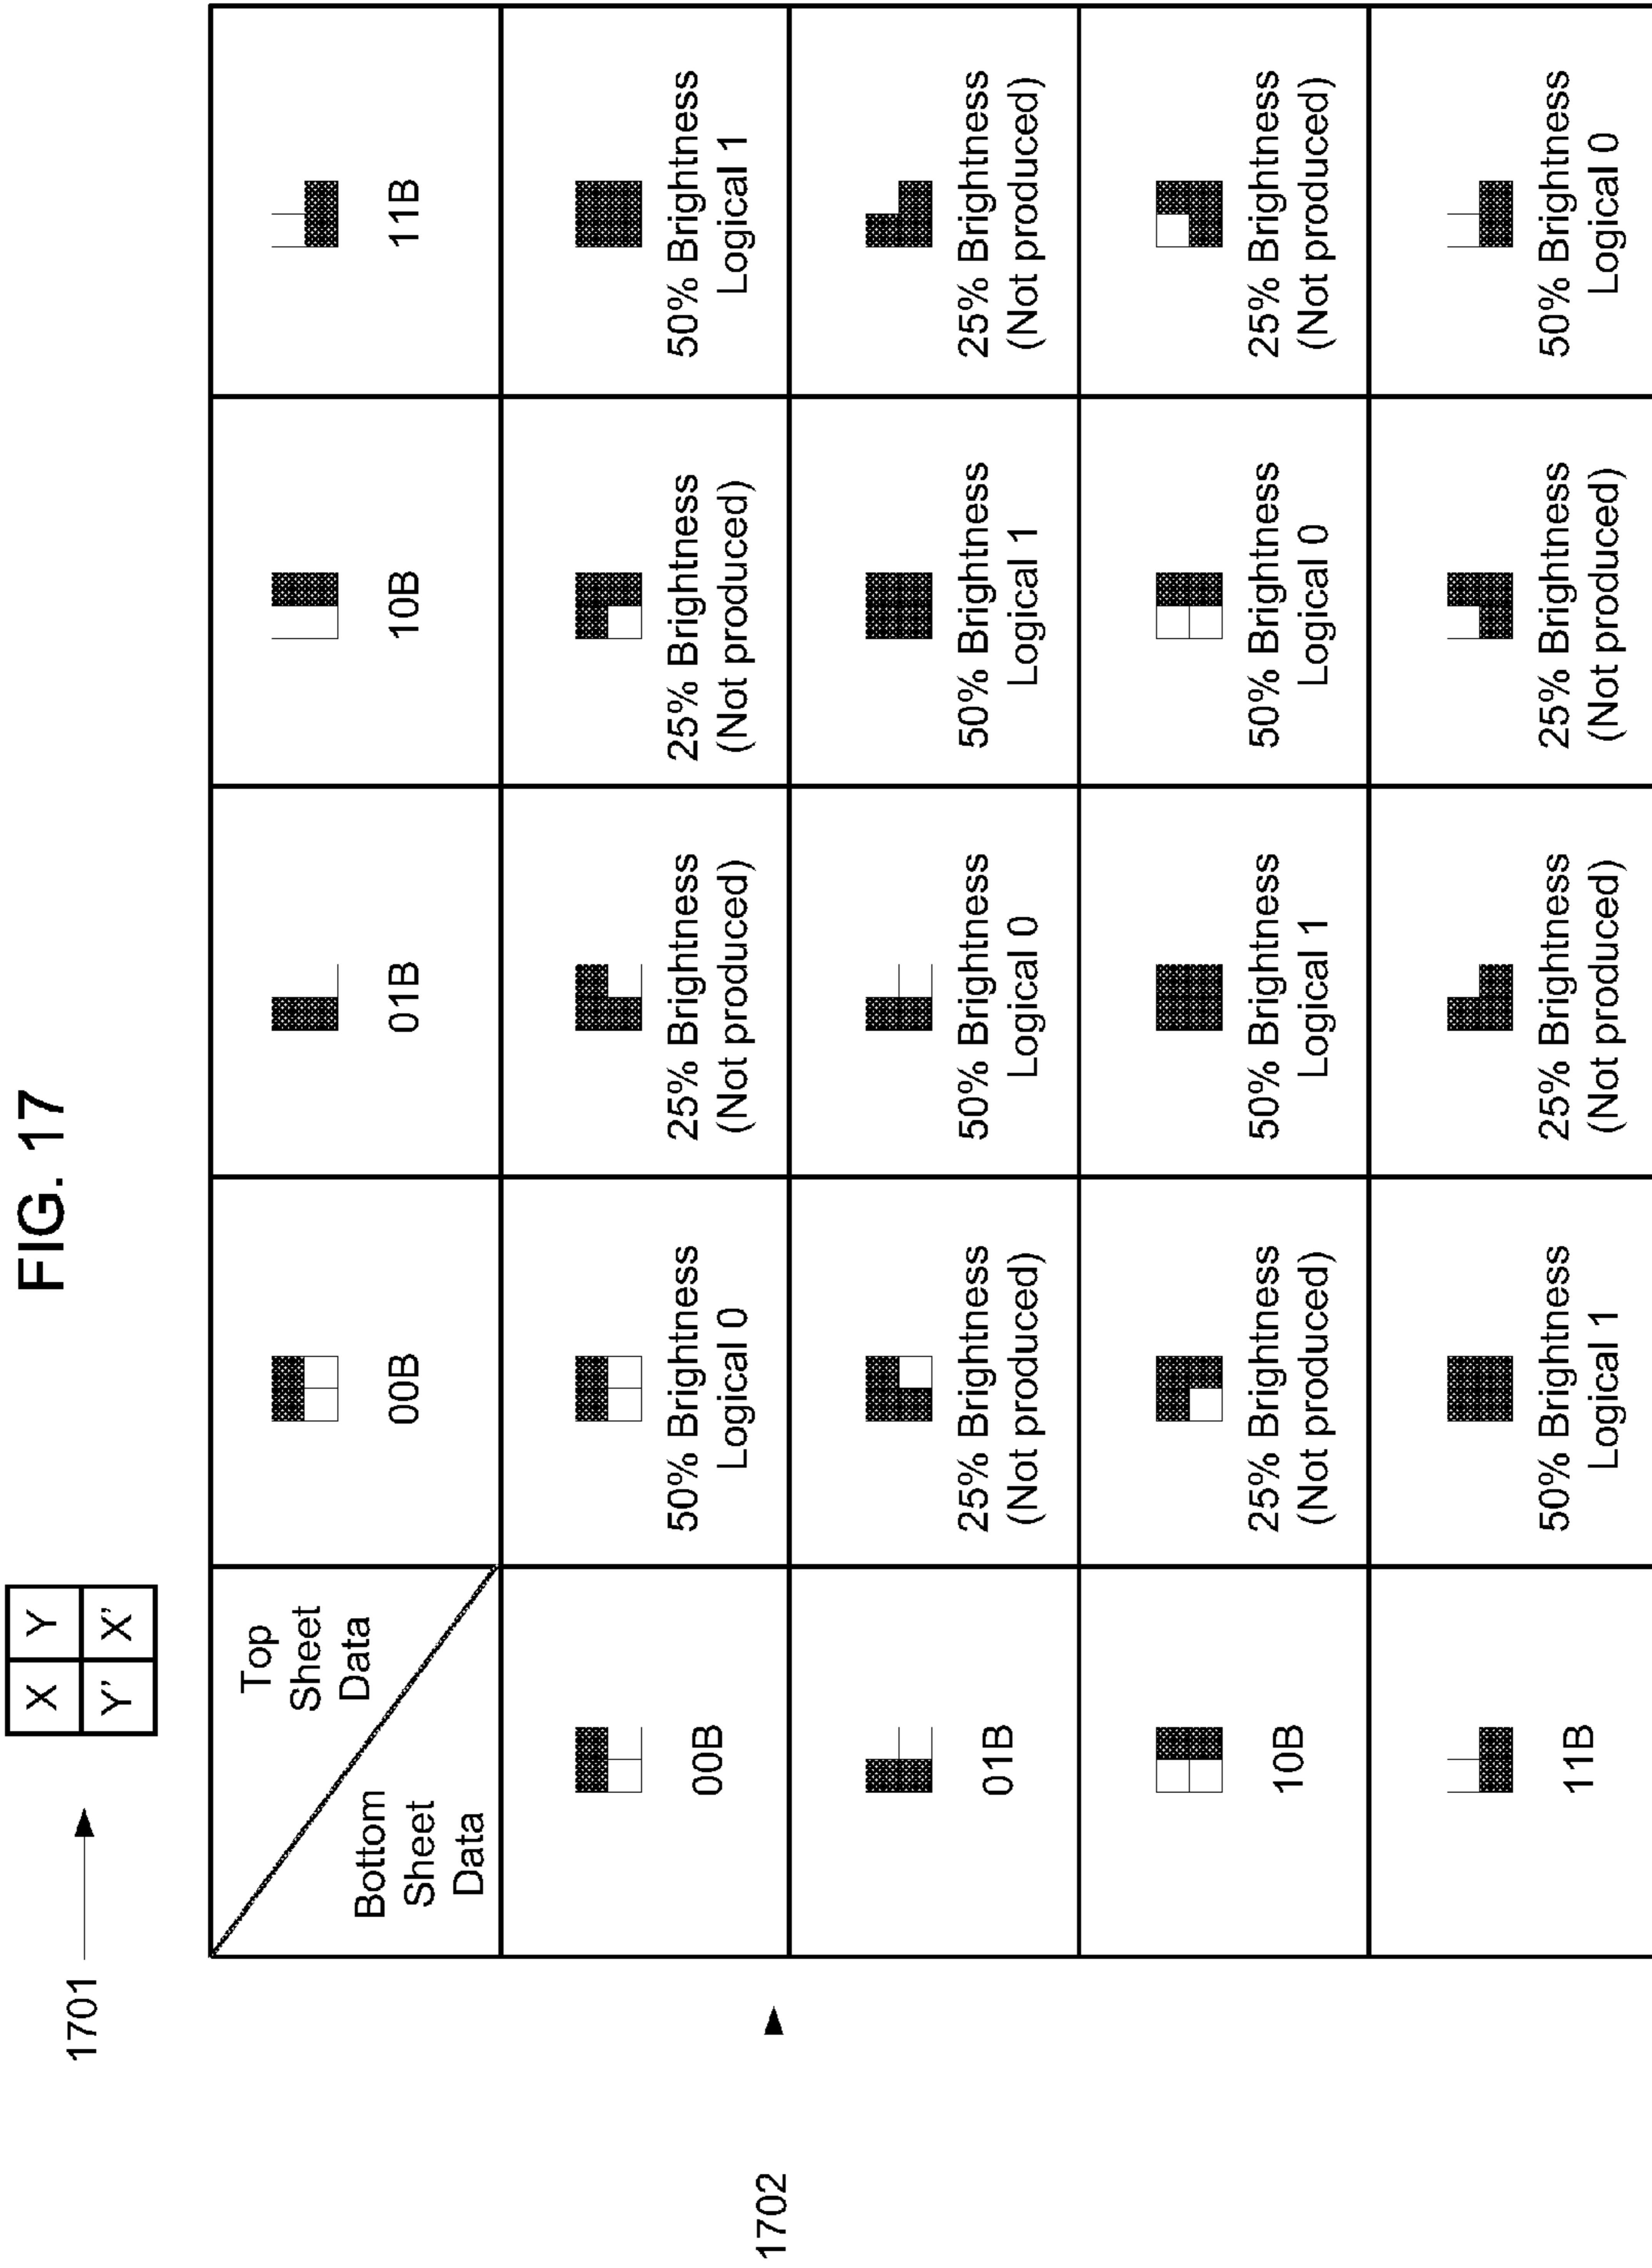 FIG. 17
1701
X Y
Y' X'
1702
Top
Sheet
Data
Bottom
Sheet
Data
00B
01B
10B
11B
00B
50% Brightness
Logical 0
25% Brightness
(Not produced)
25% Brightness
(Not produced)
50% Brightness
Logical 1
01B
25% Brightness
(Not produced)
50% Brightness
Logical 0
50% Brightness
Logical 1
25% Brightness
(Not produced)
10B
25% Brightness
(Not produced)
50% Brightness
Logical 1
50% Brightness
Logical 0
25% Brightness
(Not produced)
11B
50% Brightness
Logical 1
25% Brightness
(Not produced)
25% Brightness
(Not produced)
50% Brightness
Logical 0